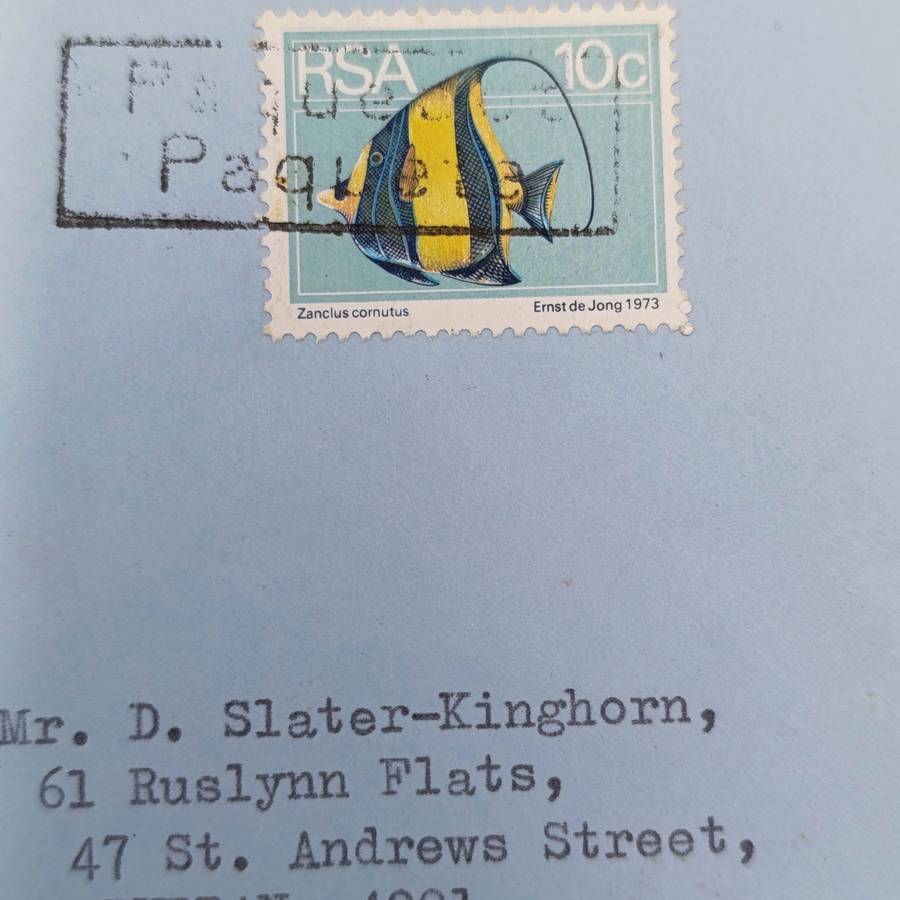 RSA 10c
Paquebot
Paquete
Zanclus cornutus
Ernst de Jong 1973
Mr. D. Slater-Kinghorn,
61 Ruslynn Flats,
47 St. Andrews Street,